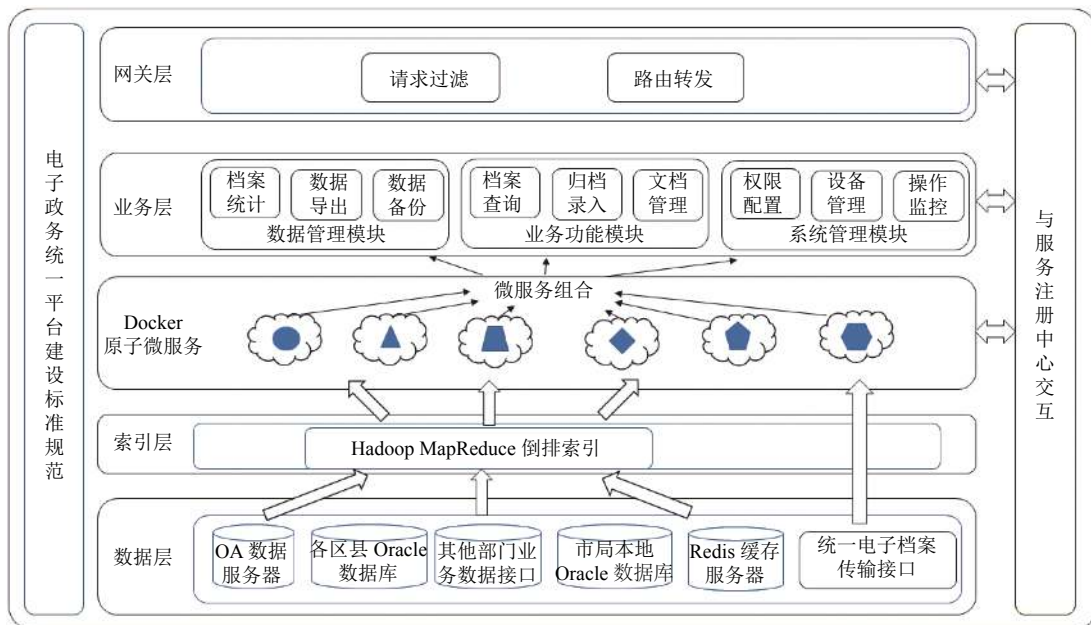 电子政务统一平台建设标准规范
网关层
请求过滤
路由转发
业务层
档案
统计
数据
导出
数据
备份
数据管理模块
档案
查询
归档
录入
文档
管理
业务功能模块
权限
配置
设备
管理
操作
监控
系统管理模块
微服务组合
Docker
原子微服务
索引层
Hadoop MapReduce 倒排索引
数据层
OA 数据
服务器
各区县 Oracle
数据库
其他部门业
务数据接口
市局本地
Oracle 数据库
Redis 缓存
服务器
统一电子档案
传输接口
与服务注册中心交互